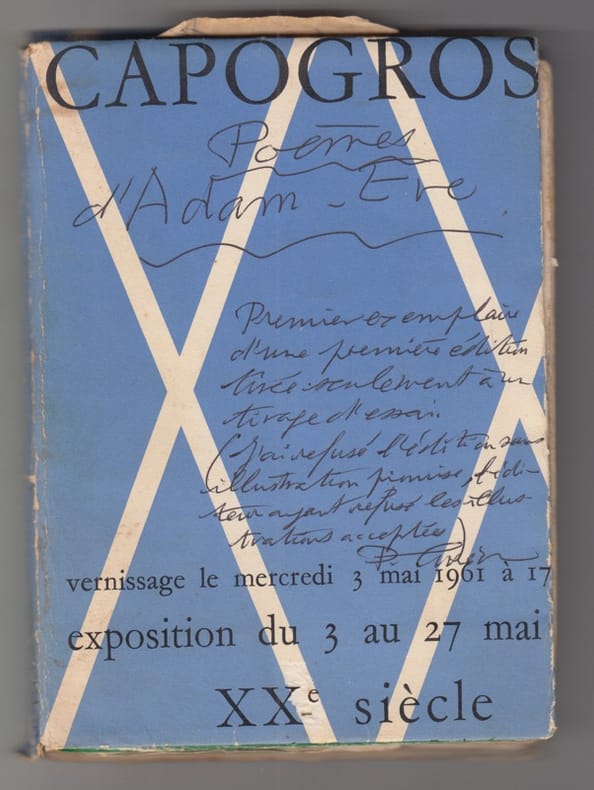 CAPOGROS
Poèmes
d'Adam-Eve.
Premier exemplaire
d'une première édition
tirée seulement à un
tirage d'essai.
(J'ai refusé l'édition sans
illustration promise, l'édi-
teur ayant refusé les illus-
trations acceptées)
P.
vernissage le mercredi 3 mai 1961 à 17
exposition du 3 au 27 mai
XXe siècle